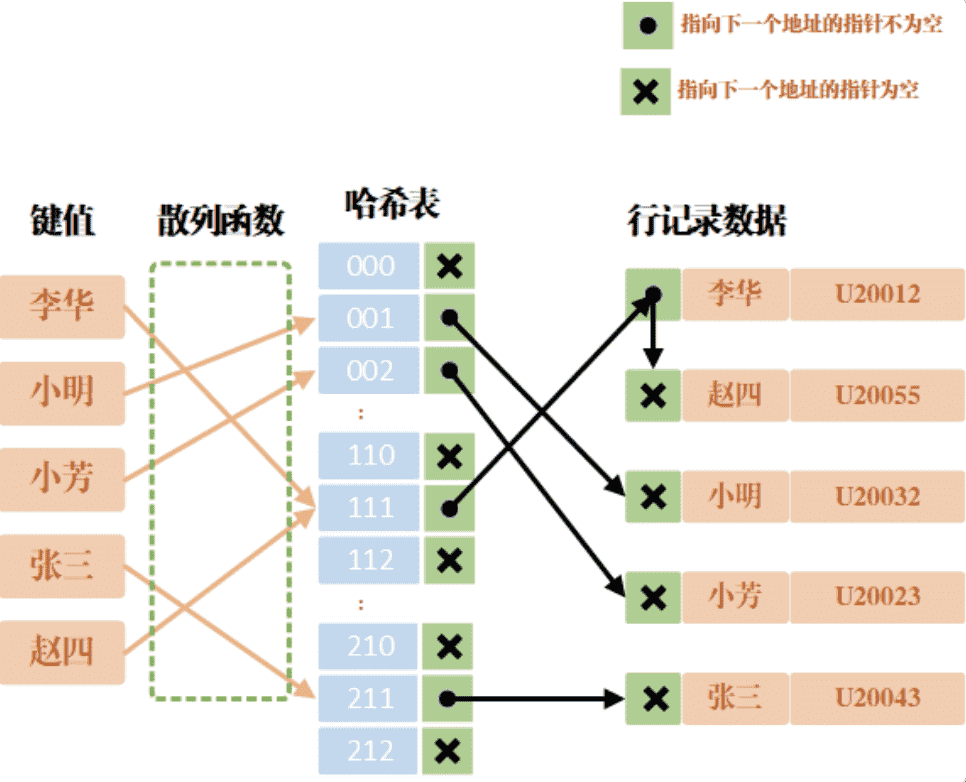 指向下一个地址的指针不为空
指向下一个地址的指针为空
键值
散列函数
哈希表
行记录数据
李华
小明
小芳
张三
赵四
000
001
002
:
110
111
112
:
210
211
212
李华 U20012
赵四 U20055
小明 U20032
小芳 U20023
张三 U20043